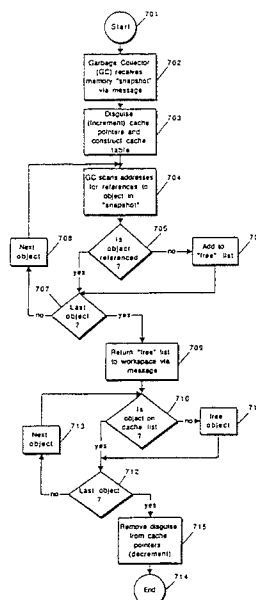 701
Start
702
Garbage Collector
(GC) receives
memory "snapshot"
via message
703
Disguise
(increment) cache
pointers and
construct cache
table
704
GC scans addresses
for references to
object in
"snapshot"
705
Is
object
referenced
?
no
yes
Add to
"free" list
70
708
Next
object
707
Last
object
?
no
yes
709
Return "free" list
to workspace via
message
710
Is
object on
cache list
?
no
yes
free
object
71
713
Next
object
712
Last object
?
no
yes
715
Remove disguise
from cache
pointers
(decrement)
End
714